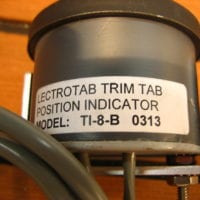 LECTROTAB TRIM TAB
POSITION INDICATOR
MODEL: TI-8-B 0313